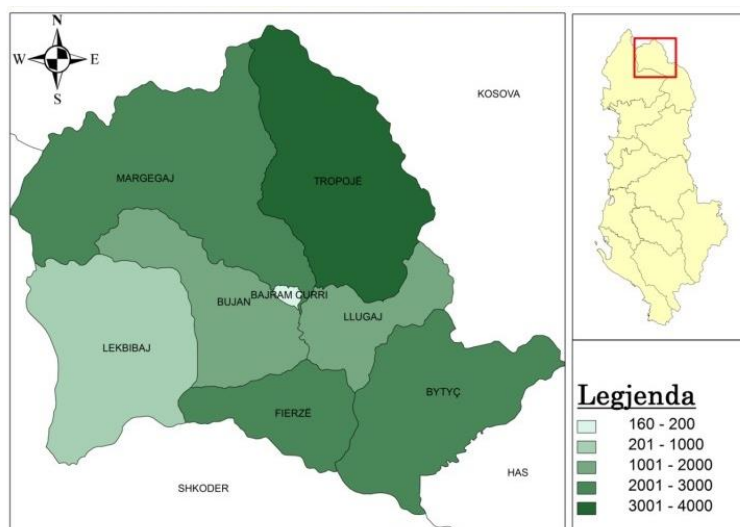 N
W E
S
KOSOVA
MARGEGAJ
TROPOJË
BAJRAM CURRI
BUJAN
LLUGAJ
LEKBIBAJ
BYTYÇ
FIERZË
HAS
SHKODER
Legjenda
160 - 200
201 - 1000
1001 - 2000
2001 - 3000
3001 - 4000